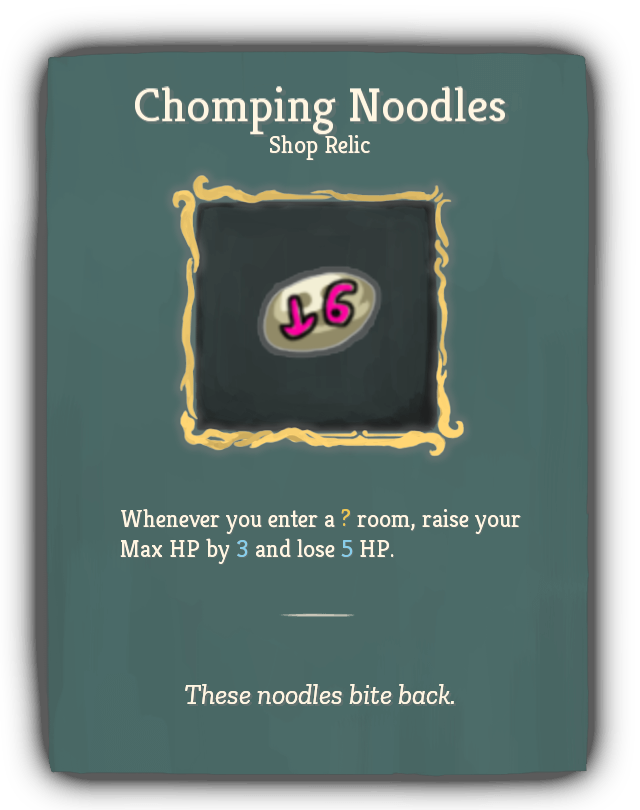 Chomping Noodles
Shop Relic
Whenever you enter a ? room, raise your
Max HP by 3 and lose 5 HP.
These noodles bite back.